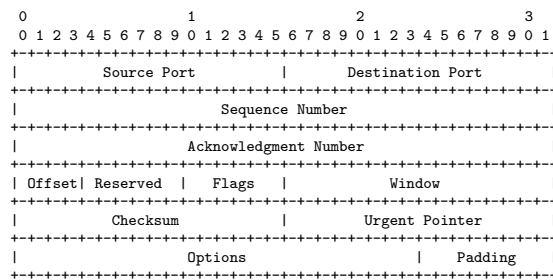 0                   1                   2                   3
 0 1 2 3 4 5 6 7 8 9 0 1 2 3 4 5 6 7 8 9 0 1 2 3 4 5 6 7 8 9 0 1
+-+-+-+-+-+-+-+-+-+-+-+-+-+-+-+-+-+-+-+-+-+-+-+-+-+-+-+-+-+-+-+-
|          Source Port          |       Destination Port
+-+-+-+-+-+-+-+-+-+-+-+-+-+-+-+-+-+-+-+-+-+-+-+-+-+-+-+-+-+-+-+-
|                        Sequence Number
+-+-+-+-+-+-+-+-+-+-+-+-+-+-+-+-+-+-+-+-+-+-+-+-+-+-+-+-+-+-+-+-
|                    Acknowledgment Number
+-+-+-+-+-+-+-+-+-+-+-+-+-+-+-+-+-+-+-+-+-+-+-+-+-+-+-+-+-+-+-+-
| Offset| Reserved  |   Flags   |            Window
+-+-+-+-+-+-+-+-+-+-+-+-+-+-+-+-+-+-+-+-+-+-+-+-+-+-+-+-+-+-+-+-
|           Checksum            |         Urgent Pointer
+-+-+-+-+-+-+-+-+-+-+-+-+-+-+-+-+-+-+-+-+-+-+-+-+-+-+-+-+-+-+-+-
|                    Options                    |    Padding
+-+-+-+-+-+-+-+-+-+-+-+-+-+-+-+-+-+-+-+-+-+-+-+-+-+-+-+-+-+-+-+-